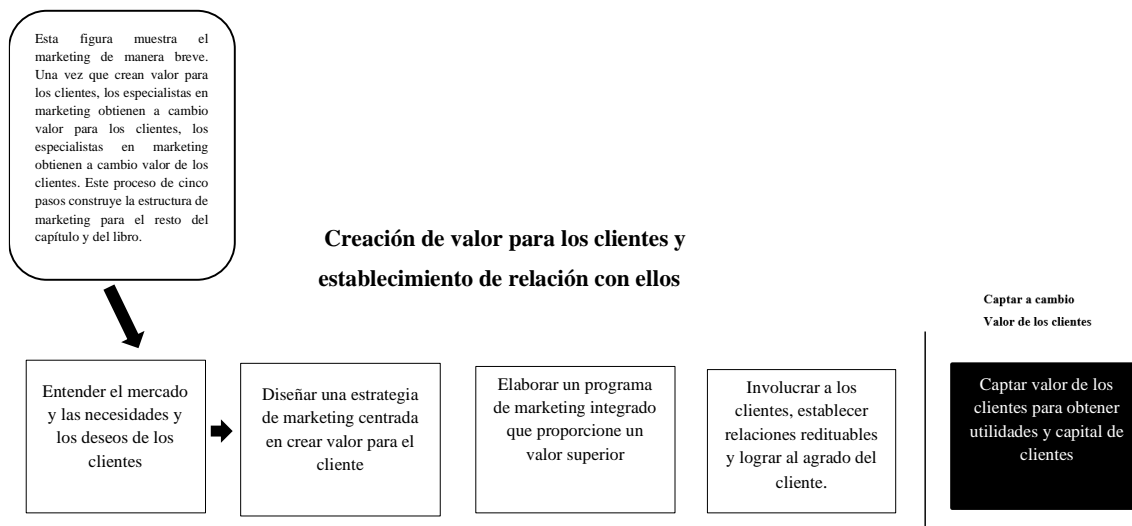 Esta figura muestra el
marketing de manera breve.
Una vez que crean valor para
los clientes, los especialistas en
marketing obtienen a cambio
valor para los clientes, los
especialistas en marketing
obtienen a cambio valor de los
clientes. Este proceso de cinco
pasos construye la estructura de
marketing para el resto del
capítulo y del libro.
Creación de valor para los clientes y
establecimiento de relación con ellos
Captar a cambio
Valor de los clientes
Entender el mercado
y las necesidades y
los deseos de los
clientes
Diseñar una estrategia
de marketing centrada
en crear valor para el
cliente
Elaborar un programa
de marketing integrado
que proporcione un
valor superior
Involucrar a los
clientes, establecer
relaciones redituables
y lograr al agrado del
cliente.
Captar valor de los
clientes para obtener
utilidades y capital de
clientes